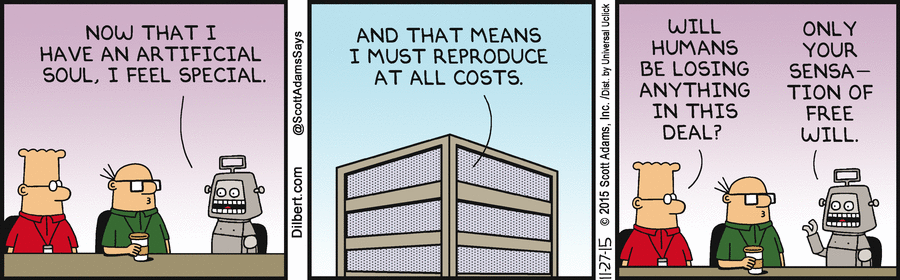 NOW THAT I
HAVE AN ARTIFICIAL
SOUL, I FEEL SPECIAL.
Dilbert.com @ScottAdamsSays
AND THAT MEANS
I MUST REPRODUCE
AT ALL COSTS.
11-27-15 © 2015 Scott Adams, Inc. /Dist. by Universal Uclick
WILL
HUMANS
BE LOSING
ANYTHING
IN THIS
DEAL?
ONLY
YOUR
SENSA-
TION OF
FREE
WILL.